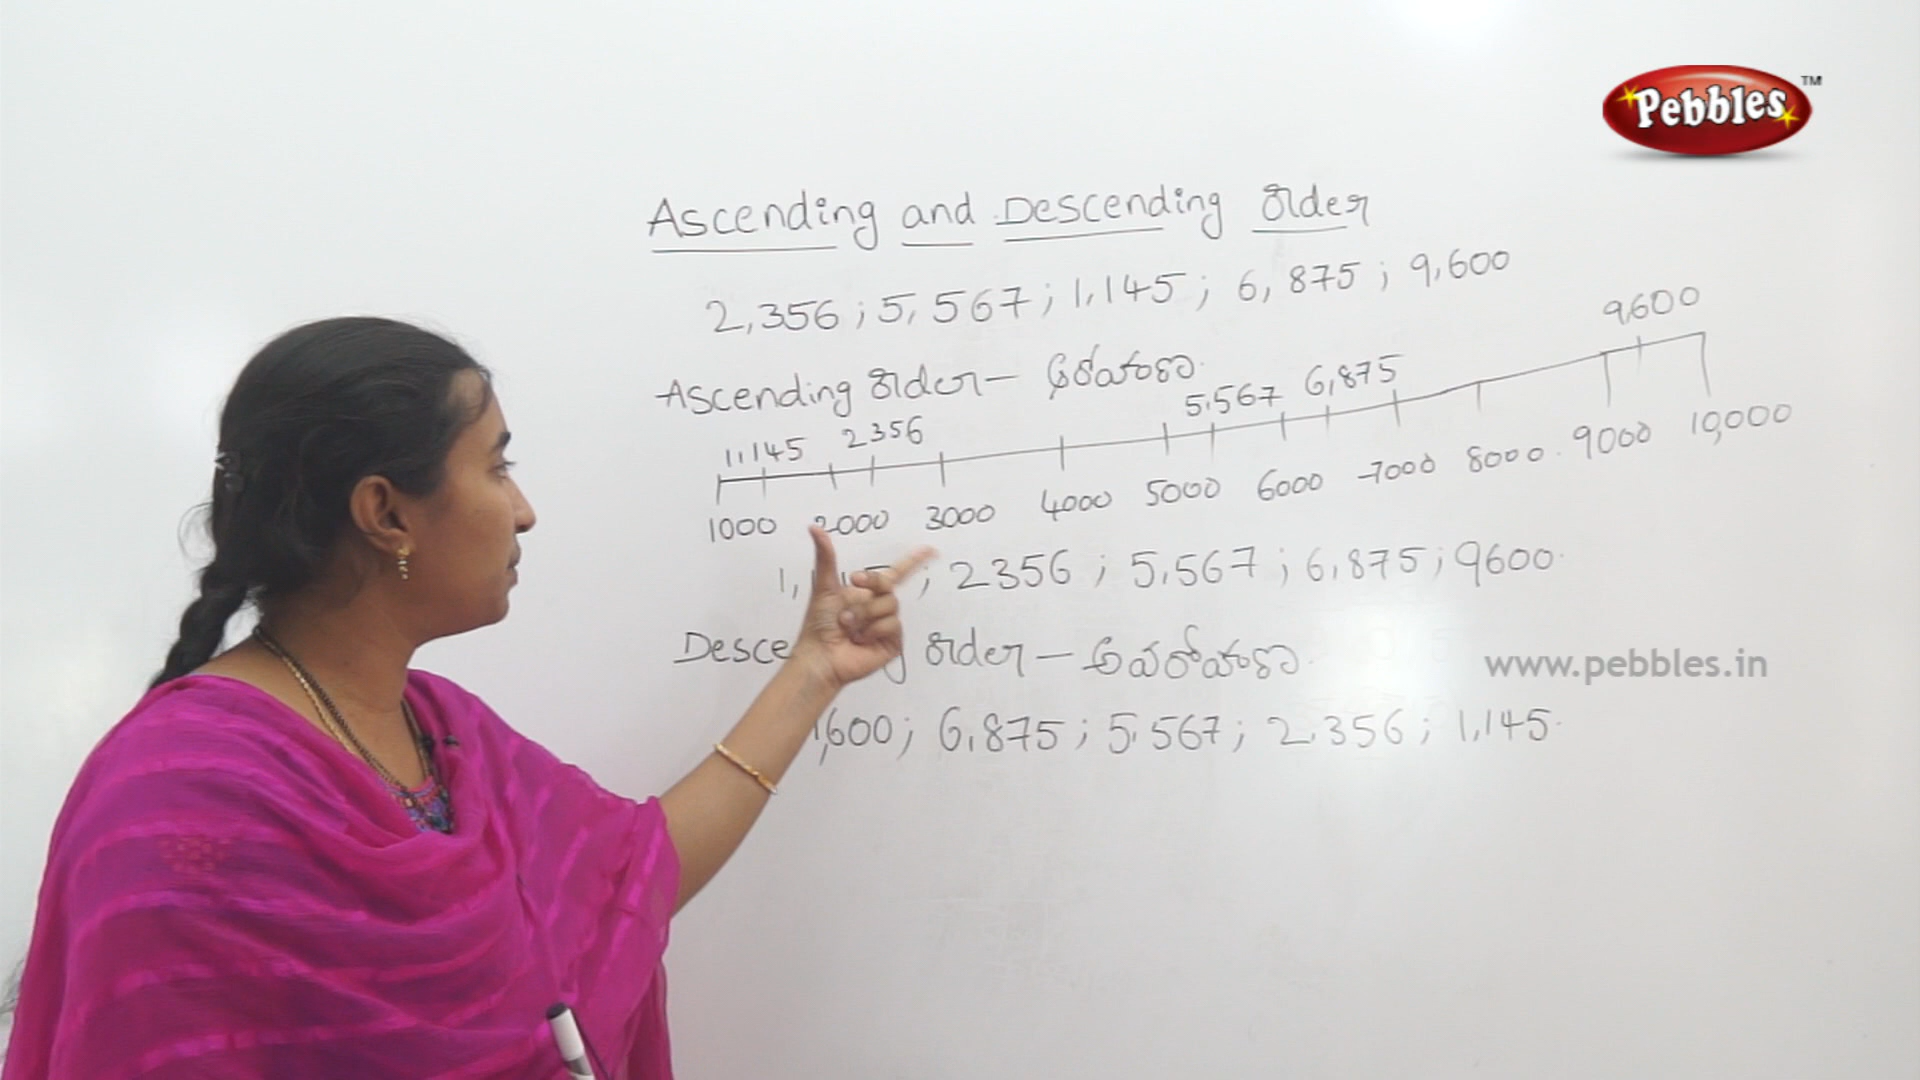 Pebbles TM
Ascending and Descending Order
2,356 ; 5,567 ; 1,145 ; 6,875 ; 9,600
Ascending Order – ఆరోహణా
1,145 2356 5,567 6,875 9,600
1000 2000 3000 4000 5000 6000 7000 8000 9000 10,000
; 2356 ; 5,567 ; 6,875 ; 9600
Order – అవరోహణా
www.pebbles.in
,600 ; 6,875 ; 5,567 ; 2,356 ; 1,145